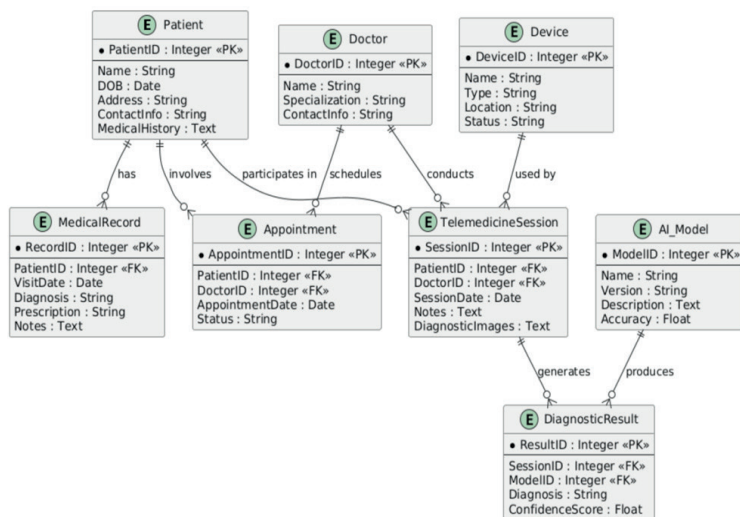 E Patient
• PatientID : Integer «PK»
Name : String
DOB : Date
Address : String
ContactInfo : String
MedicalHistory : Text
E Doctor
• DoctorID : Integer «PK»
Name : String
Specialization : String
ContactInfo : String
E Device
• DeviceID : Integer «PK»
Name : String
Type : String
Location : String
Status : String
has
involves
participates in
schedules
conducts
used by
E MedicalRecord
• RecordID : Integer «PK»
PatientID : Integer «FK»
VisitDate : Date
Diagnosis : String
Prescription : String
Notes : Text
E Appointment
• AppointmentID : Integer «PK»
PatientID : Integer «FK»
DoctorID : Integer «FK»
AppointmentDate : Date
Status : String
E TelemedicineSession
• SessionID : Integer «PK»
PatientID : Integer «FK»
DoctorID : Integer «FK»
SessionDate : Date
Notes : Text
DiagnosticImages : Text
E AI_Model
• ModelID : Integer «PK»
Name : String
Version : String
Description : Text
Accuracy : Float
generates
produces
E DiagnosticResult
• ResultID : Integer «PK»
SessionID : Integer «FK»
ModelID : Integer «FK»
Diagnosis : String
ConfidenceScore : Float